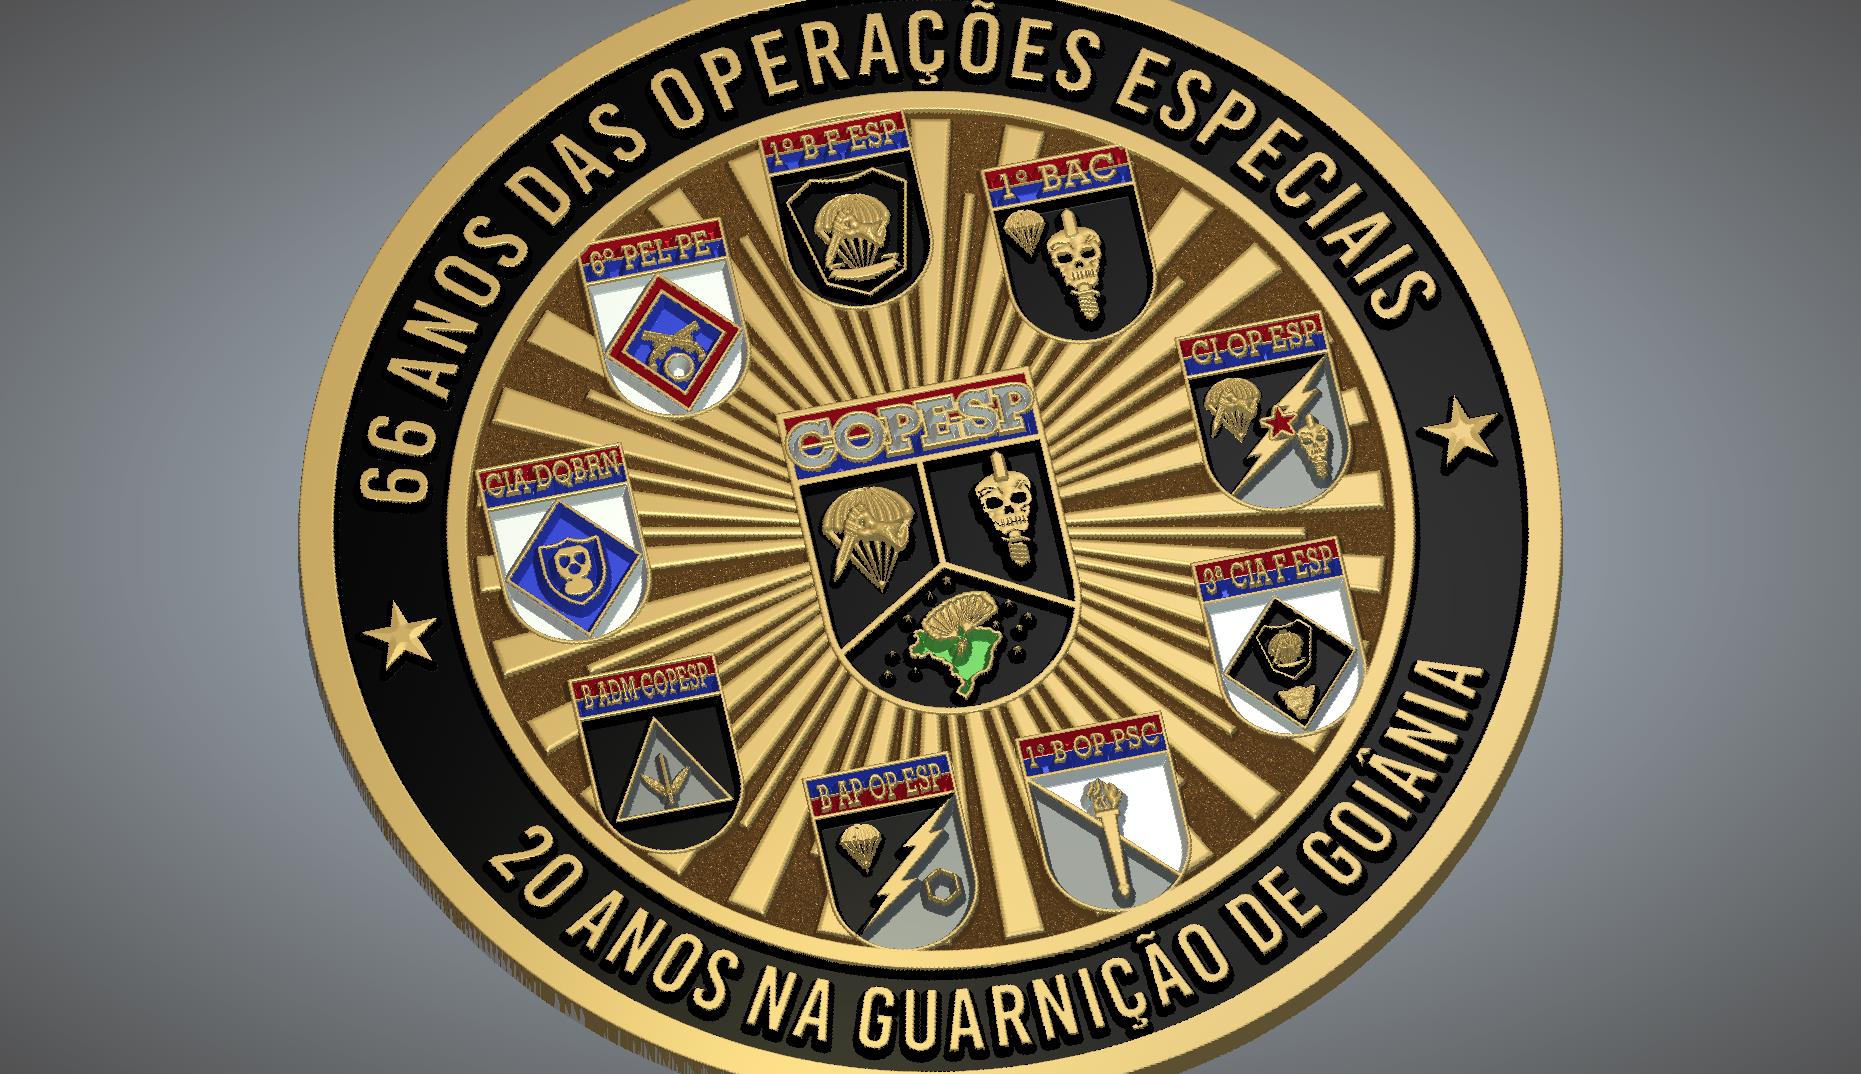 66 ANOS DAS OPERAÇÕES ESPECIAIS
1º B F ESP
1º BAC
6º PEL PE
CI OP ESP
COPESP
CIA DQBRN
3ª CIA F ESP
B ADM COPESP
1º B OP PSC
B AP OP ESP
20 ANOS NA GUARNIÇÃO DE GOIÂNIA